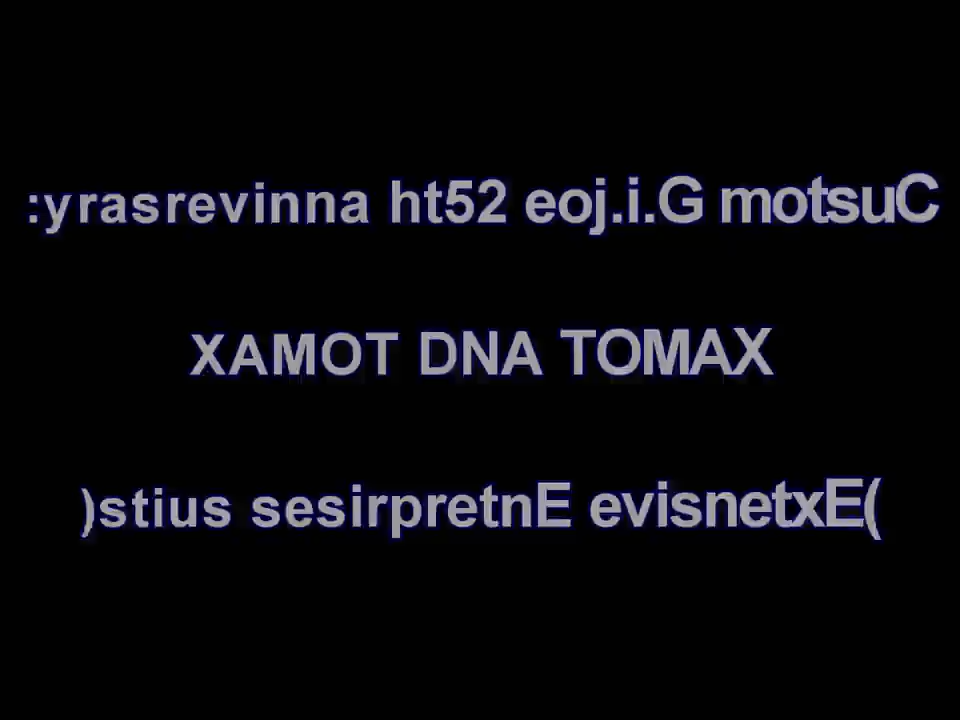 :yrasrevinna ht52 eoj.i.G motsuC
XAMOT DNA TOMAX
)stius sesirpretnE evisnetxE(